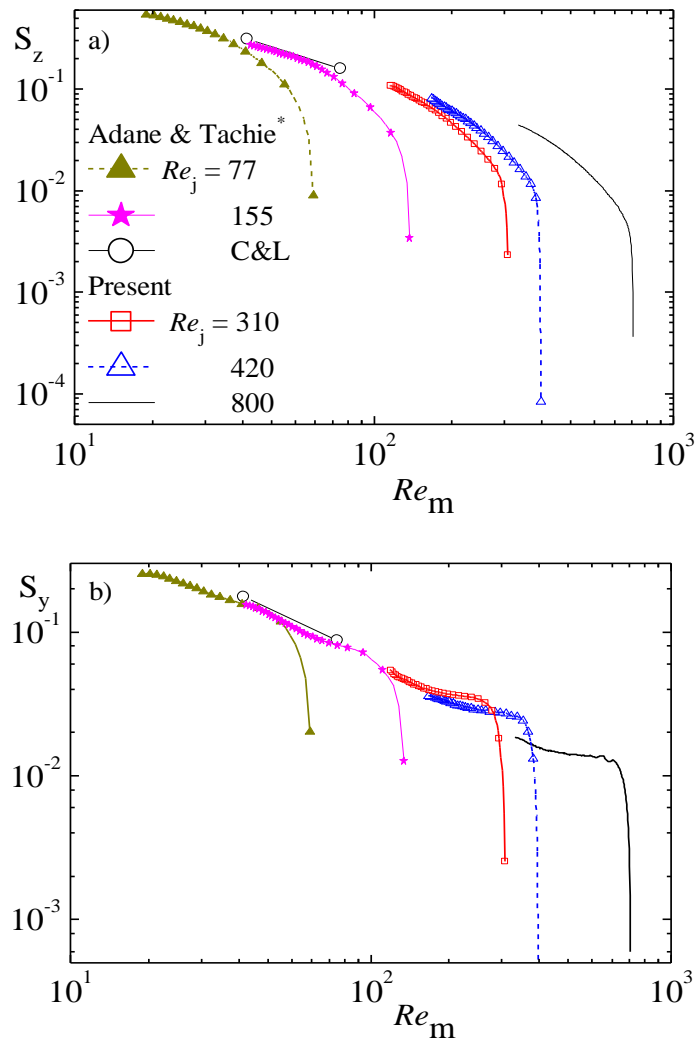 S_z
a)
10^-1
10^-2
10^-3
10^-4
Adane & Tachie*
Re_j = 77
155
C&L
Present
Re_j = 310
420
800
10^1
10^2
10^3
Re_m
S_y
b)
10^-1
10^-2
10^-3
10^1
10^2
10^3
Re_m